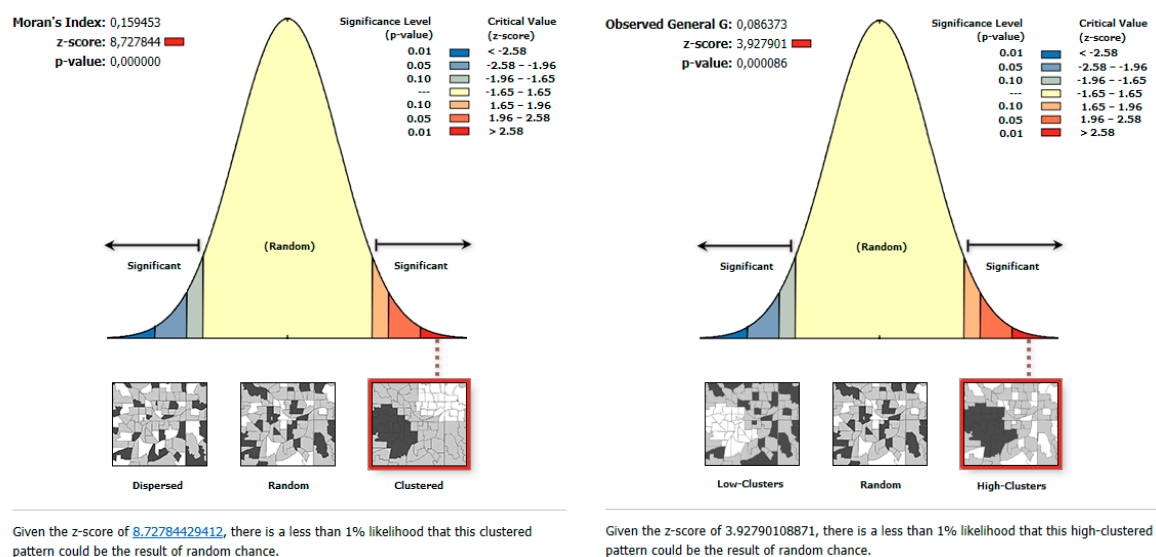 Moran's Index: 0,159453
z-score: 8,727844
p-value: 0,000000
Significance Level
(p-value)
Critical Value
(z-score)
0.01 < -2.58
0.05 -2.58 – -1.96
0.10 -1.96 – -1.65
--- -1.65 – 1.65
0.10 1.65 – 1.96
0.05 1.96 – 2.58
0.01 > 2.58
(Random)
Significant
Significant
Dispersed
Random
Clustered
Given the z-score of 8.72784429412, there is a less than 1% likelihood that this clustered
pattern could be the result of random chance.
Observed General G: 0,086373
z-score: 3,927901
p-value: 0,000086
Significance Level
(p-value)
Critical Value
(z-score)
0.01 < -2.58
0.05 -2.58 – -1.96
0.10 -1.96 – -1.65
--- -1.65 – 1.65
0.10 1.65 – 1.96
0.05 1.96 – 2.58
0.01 > 2.58
(Random)
Significant
Significant
Low-Clusters
Random
High-Clusters
Given the z-score of 3.92790108871, there is a less than 1% likelihood that this high-clustered
pattern could be the result of random chance.